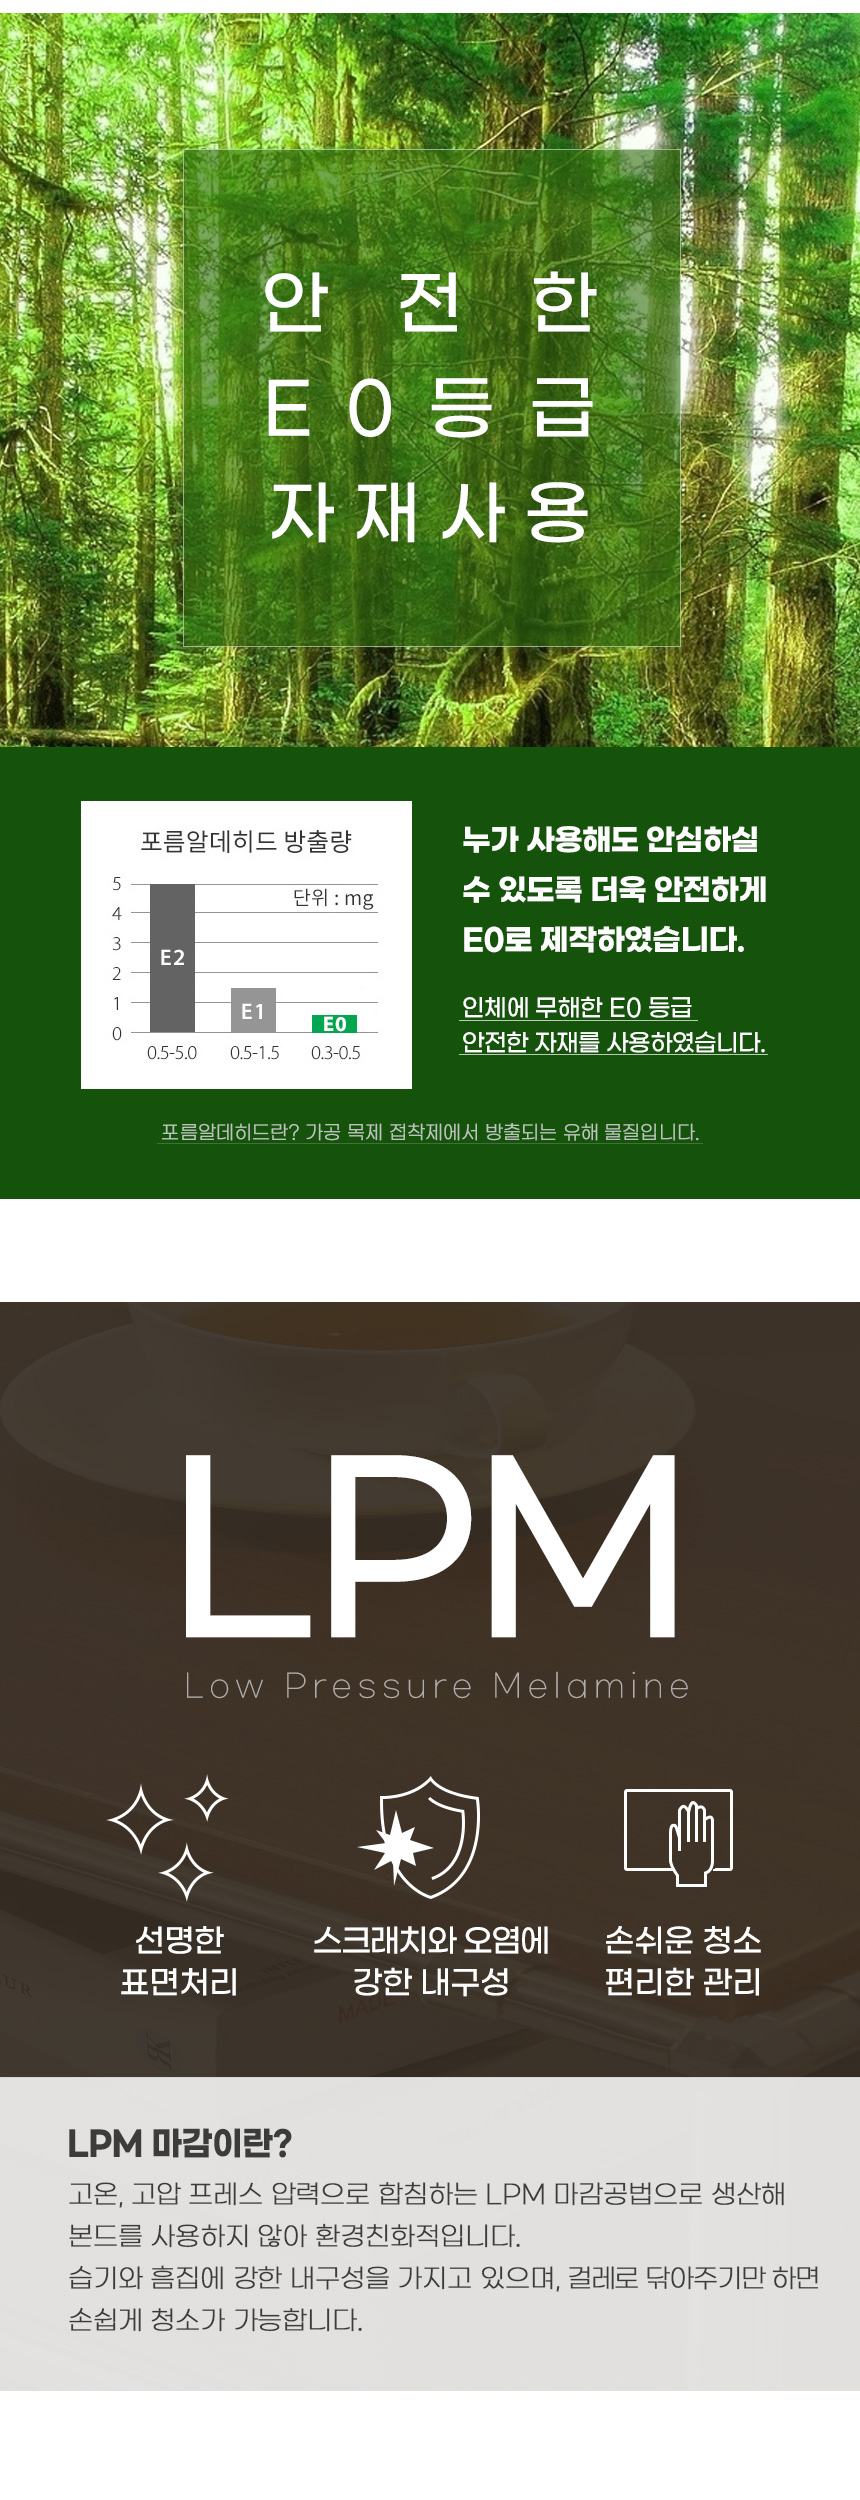 안전한
E0등급
자재사용
포름알데히드 방출량
단위 : mg
5
4
3
2
1
0
E2
E1
E0
0.5-5.0
0.5-1.5
0.3-0.5
누가 사용해도 안심하실
수 있도록 더욱 안전하게
E0로 제작하였습니다.
인체에 무해한 E0 등급
안전한 자재를 사용하였습니다.
포름알데히드란? 가공 목제 접착제에서 방출되는 유해 물질입니다.
LPM
Low Pressure Melamine
선명한
표면처리
스크래치와 오염에
강한 내구성
손쉬운 청소
편리한 관리
LPM 마감이란?
고온, 고압 프레스 압력으로 합침하는 LPM 마감공법으로 생산해
본드를 사용하지 않아 환경친화적입니다.
습기와 흠집에 강한 내구성을 가지고 있으며, 걸레로 닦아주기만 하면
손쉽게 청소가 가능합니다.